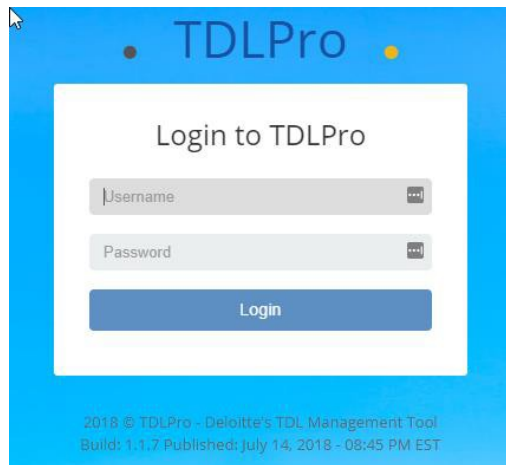 TDLPro
Login to TDLPro
Username
Password
Login
2018 © TDLPro - Deloitte's TDL Management Tool
Build: 1.1.7 Published: July 14, 2018 - 08:45 PM EST